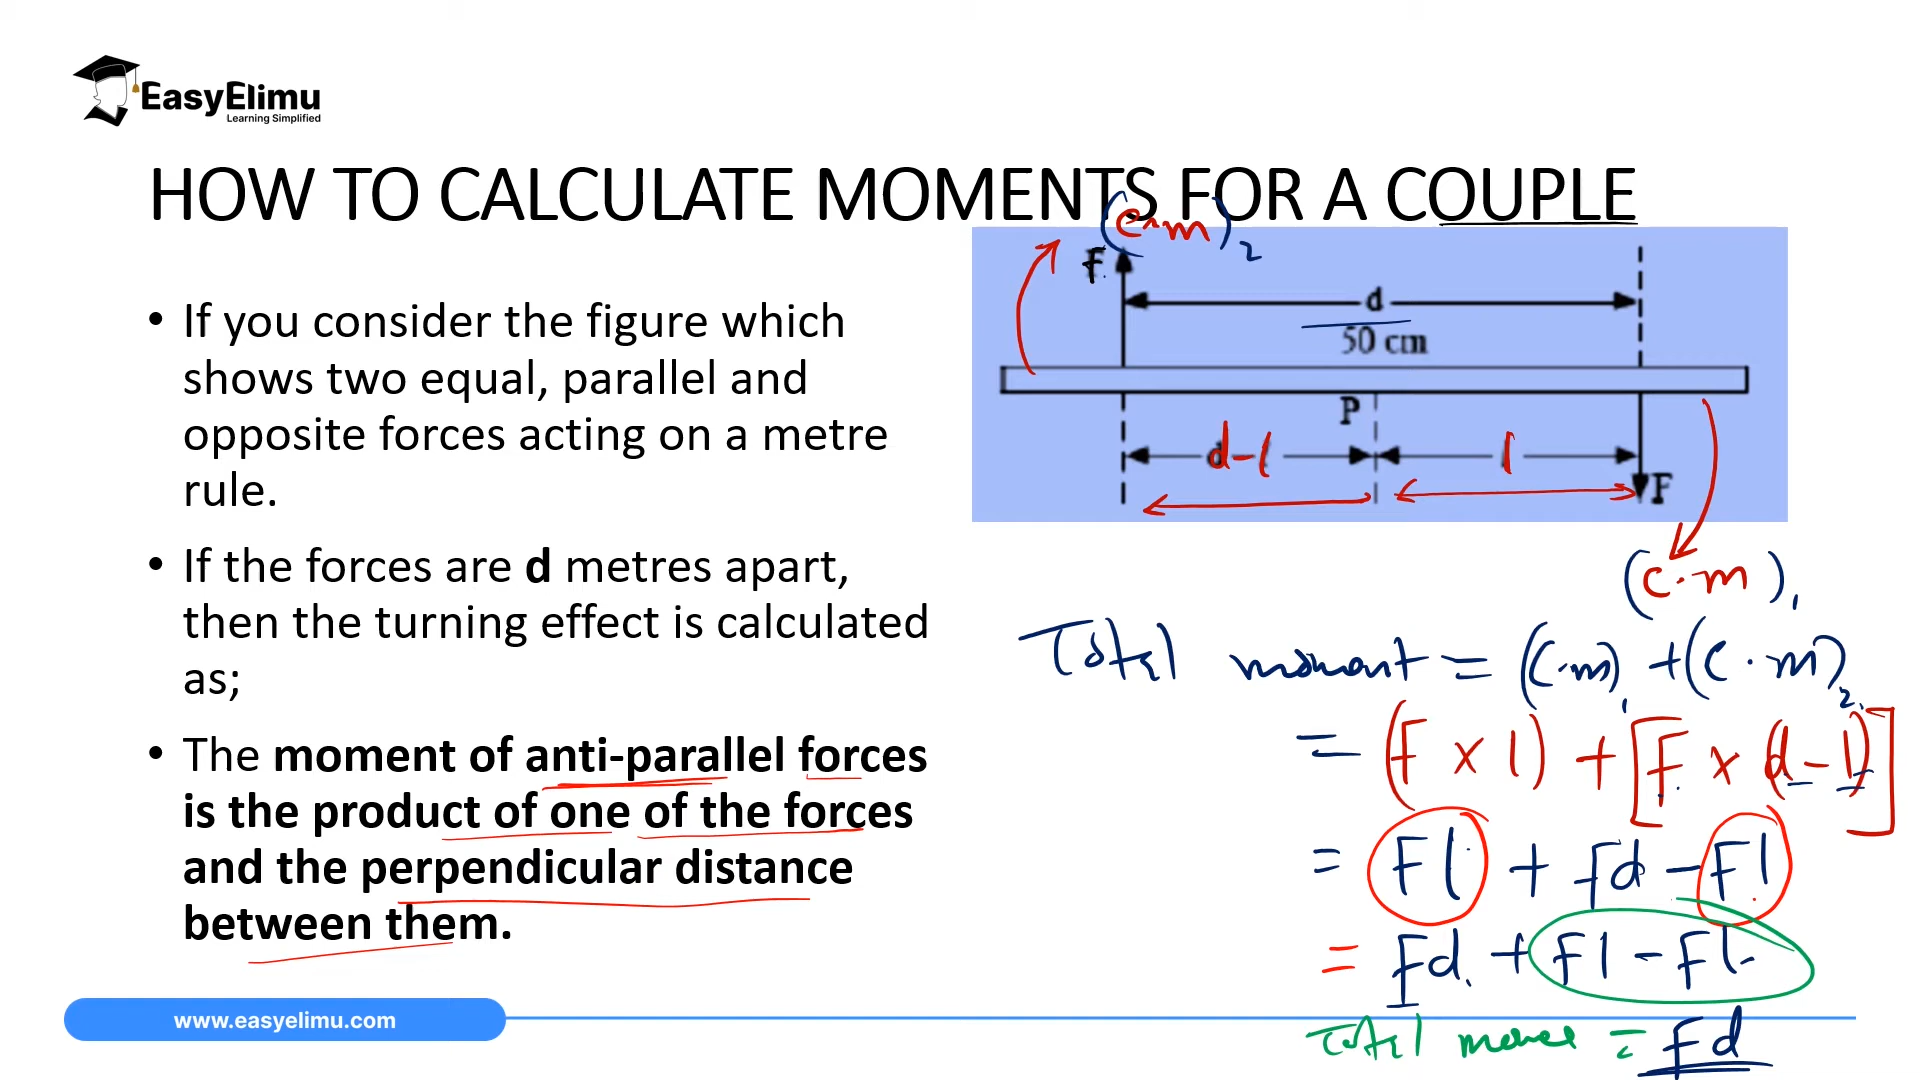 EasyElimu
Learning Simplified
HOW TO CALCULATE MOMENTS FOR A COUPLE
• If you consider the figure which
shows two equal, parallel and
opposite forces acting on a metre
rule.
• If the forces are d metres apart,
then the turning effect is calculated
as;
• The moment of anti-parallel forces
is the product of one of the forces
and the perpendicular distance
between them.
(c·m)₂
F
d
50 cm
P
d-l
l
F
(c·m)₁
Total moment = (c·m)₁ + (c·m)₂
= (F × l) + [F × (d - l)]
= Fl + Fd - Fl
= Fd + Fl - Fl
Total = Fd
www.easyelimu.com